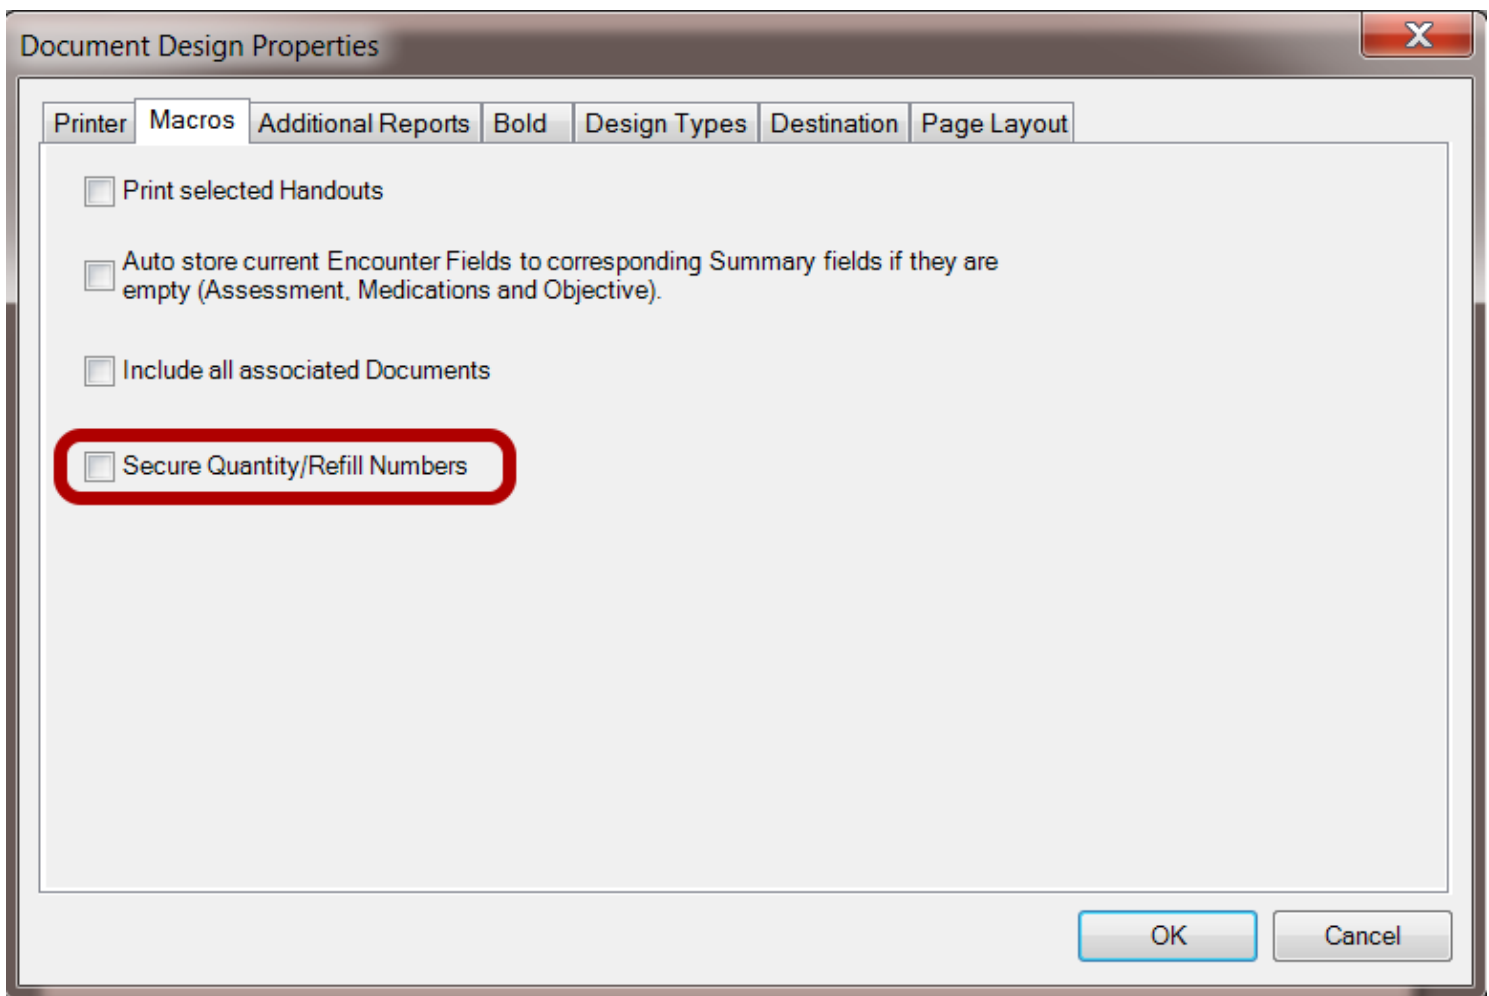 Document Design Properties
X
Printer Macros Additional Reports Bold Design Types Destination Page Layout
Print selected Handouts
Auto store current Encounter Fields to corresponding Summary fields if they are
empty (Assessment, Medications and Objective).
Include all associated Documents
Secure Quantity/Refill Numbers
OK Cancel